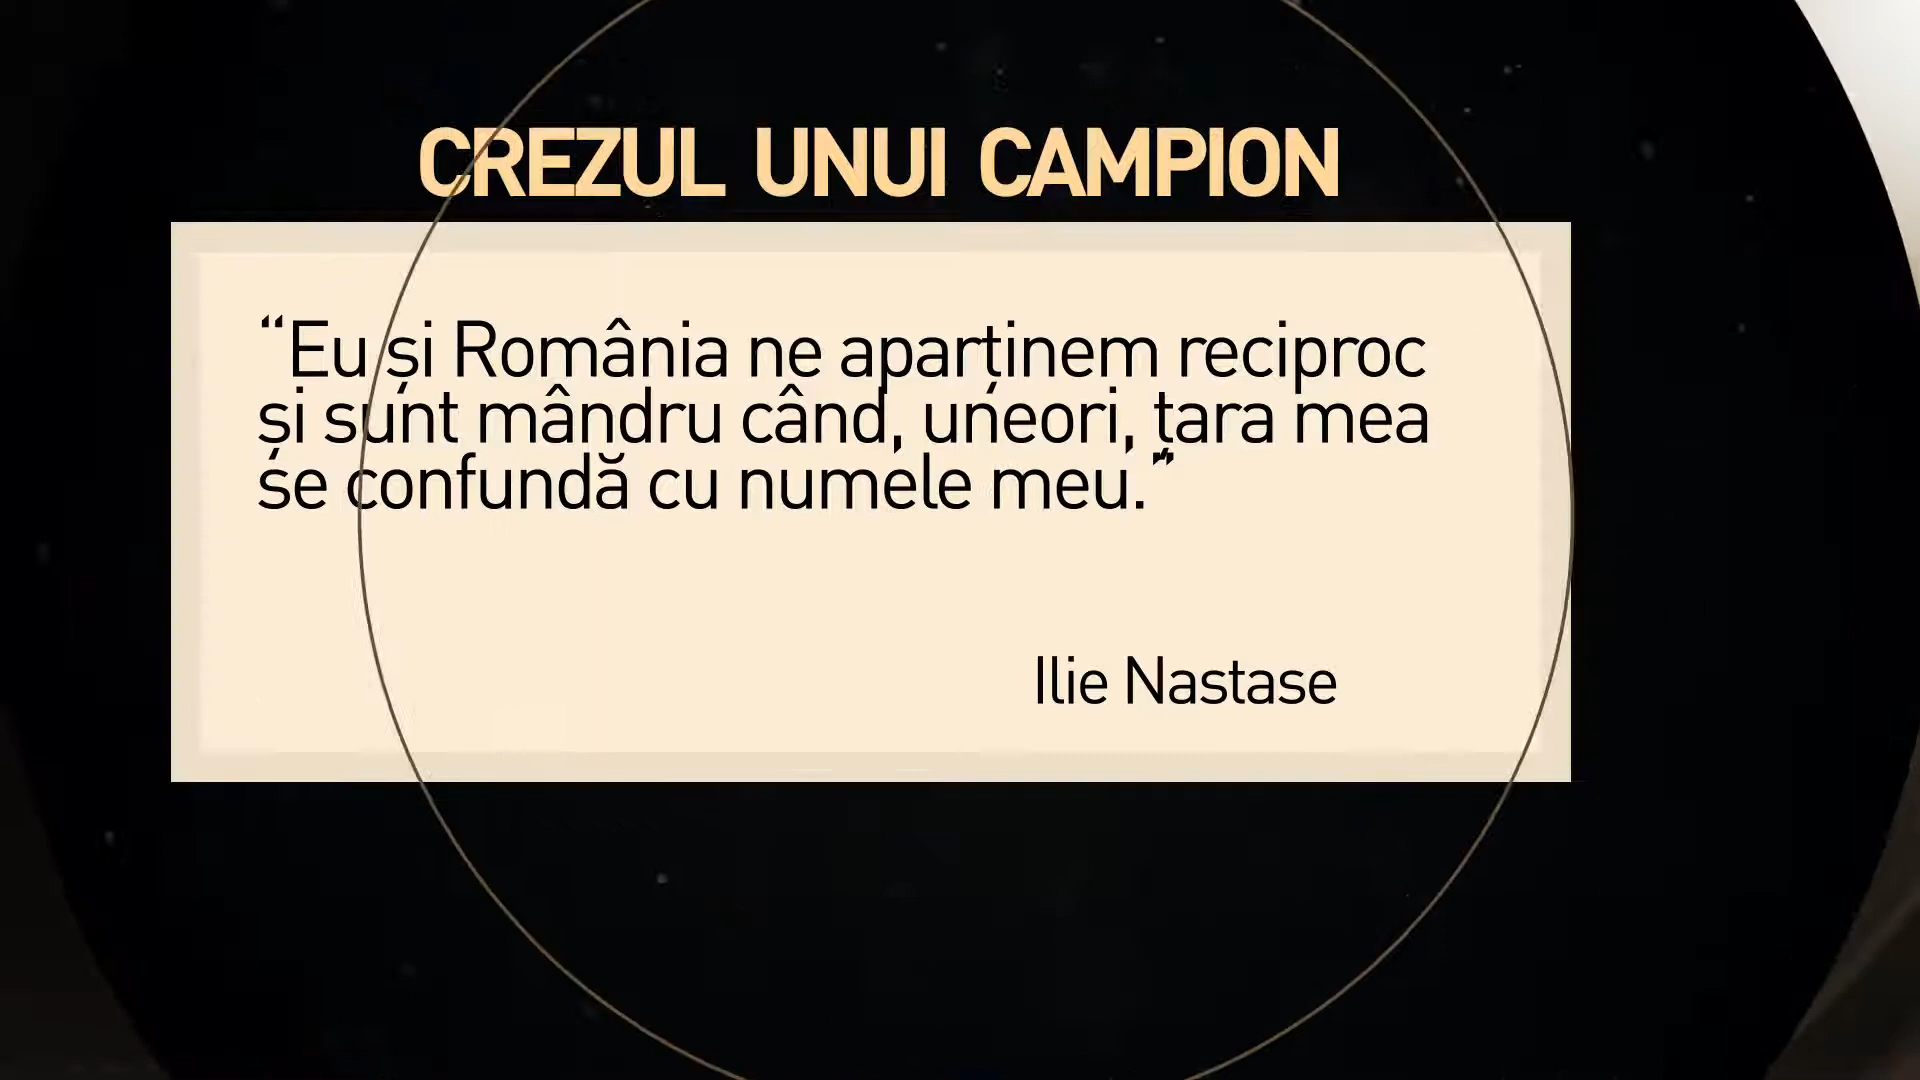 CREZUL UNUI CAMPION
“Eu și România ne aparținem reciproc
și sunt mândru când, uneori, țara mea
se confundă cu numele meu.”
Ilie Nastase